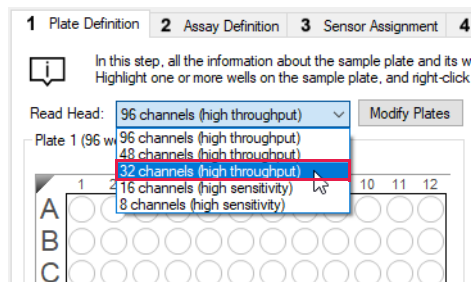 1 Plate Definition 2 Assay Definition 3 Sensor Assignment 4
In this step, all the information about the sample plate and its w
Highlight one or more wells on the sample plate, and right-click
Read Head: 96 channels (high throughput) Modify Plates
Plate 1 (96 w
96 channels (high throughput)
48 channels (high throughput)
32 channels (high throughput)
16 channels (high sensitivity)
8 channels (high sensitivity)
1 2 10 11 12
A
B
C